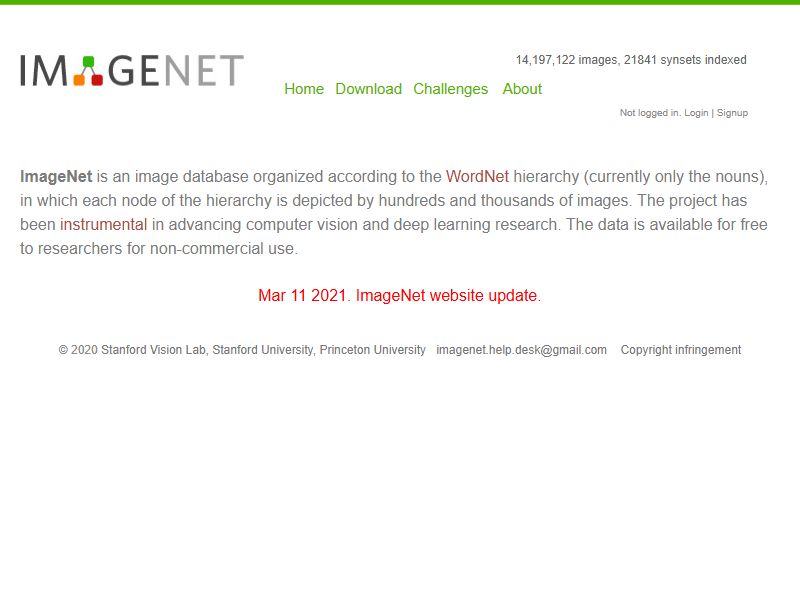 IMAGENET
14,197,122 images, 21841 synsets indexed
Home Download Challenges About
Not logged in. Login | Signup
ImageNet is an image database organized according to the WordNet hierarchy (currently only the nouns),
in which each node of the hierarchy is depicted by hundreds and thousands of images. The project has
been instrumental in advancing computer vision and deep learning research. The data is available for free
to researchers for non-commercial use.
Mar 11 2021. ImageNet website update.
© 2020 Stanford Vision Lab, Stanford University, Princeton University imagenet.help.desk@gmail.com Copyright infringement